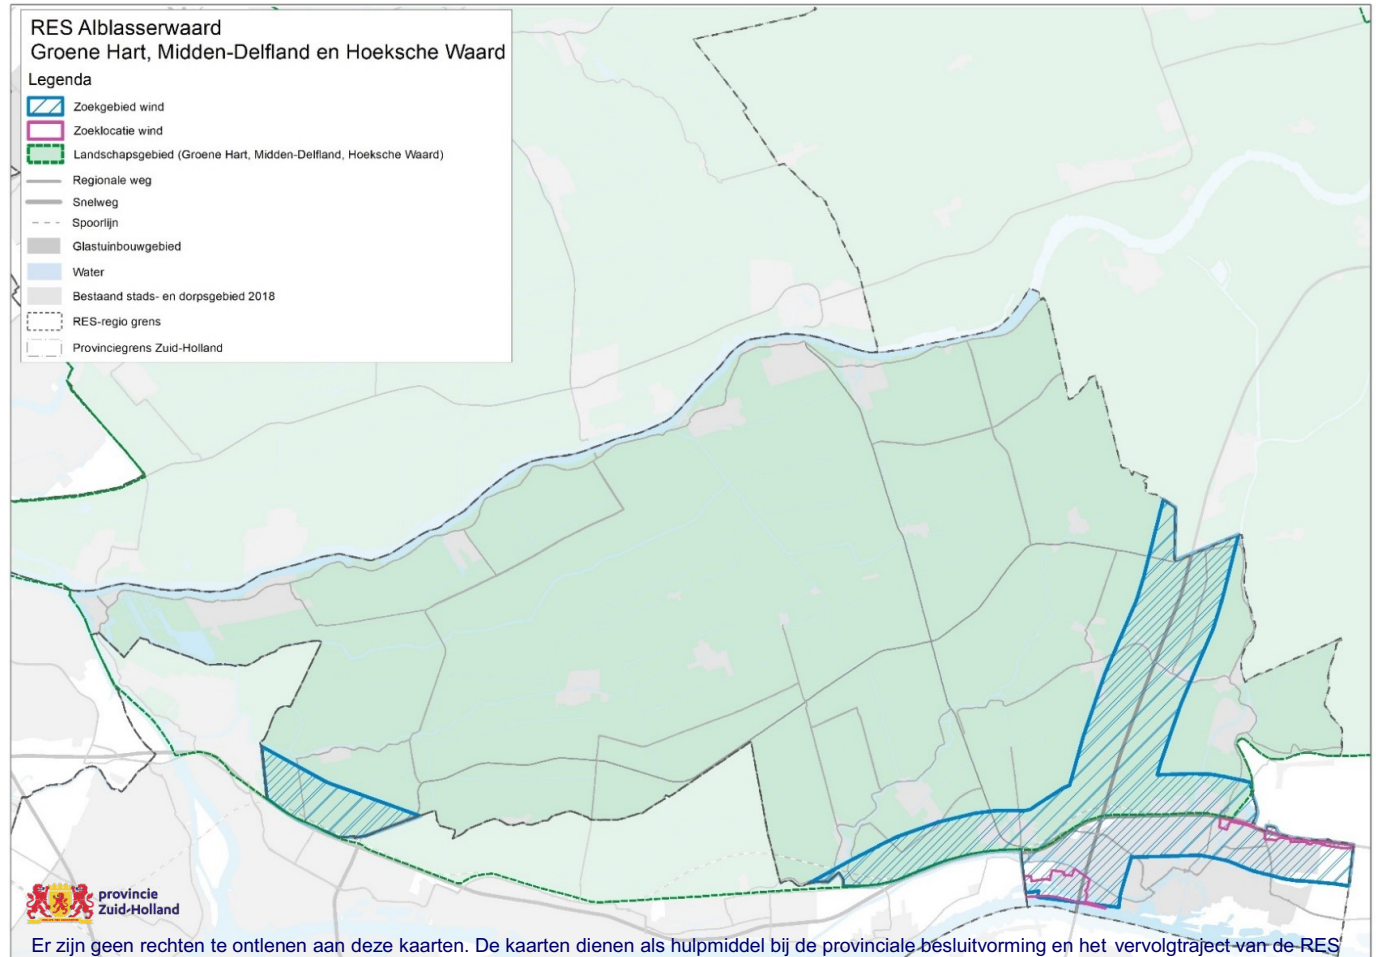 RES Alblasserwaard
Groene Hart, Midden-Delfland en Hoeksche Waard
Legenda
Zoekgebied wind
Zoeklocatie wind
Landschapsgebied (Groene Hart, Midden-Delfland, Hoeksche Waard)
Regionale weg
Snelweg
Spoorlijn
Glastuinbouwgebied
Water
Bestaand stads- en dorpsgebied 2018
RES-regio grens
Provinciegrens Zuid-Holland
provincie
Zuid-Holland
Er zijn geen rechten te ontlenen aan deze kaarten. De kaarten dienen als hulpmiddel bij de provinciale besluitvorming en het vervolgtraject van de RES